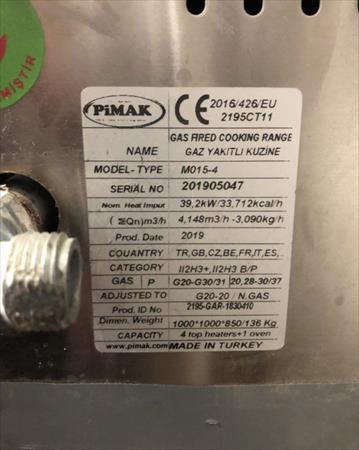 MIŞTIR
PiMAK CE 2016/426/EU
2195CT11
GAS FIRED COOKING RANGE
NAME GAZ YAKITLI KUZİNE
MODEL-TYPE M015-4
SERIAL NO 201905047
Nom. Heat Imput 39,2kW/33,712kcal/h
( ΣQn)m3/h 4,148m3/h -3,090kg/h
Prod. Date 2019
COUANTRY TR,GB,CZ,BE,FR,IT,ES,
CATEGORY II2H3+,II2H3 B/P
GAS P G20-G30/31 20,28-30/37
ADJUSTED TO G20-20 / N.GAS
Prod. ID No 2195-GAR-1830410
Dimen. Weight 1000*1000*850/136 Kg
CAPACITY 4 top heaters+1 oven
www.pimak.com MADE IN TURKEY